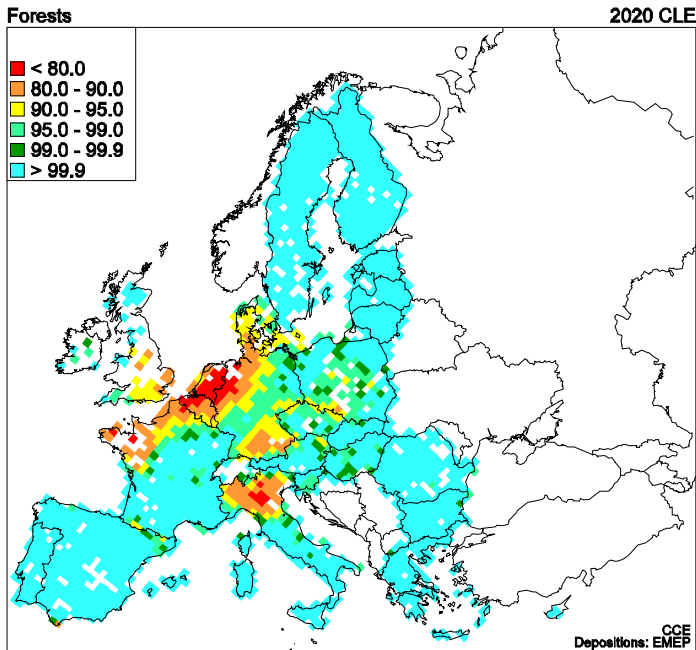 Forests
2020 CLE
< 80.0
80.0 - 90.0
90.0 - 95.0
95.0 - 99.0
99.0 - 99.9
> 99.9
CCE
Depositions: EMEP